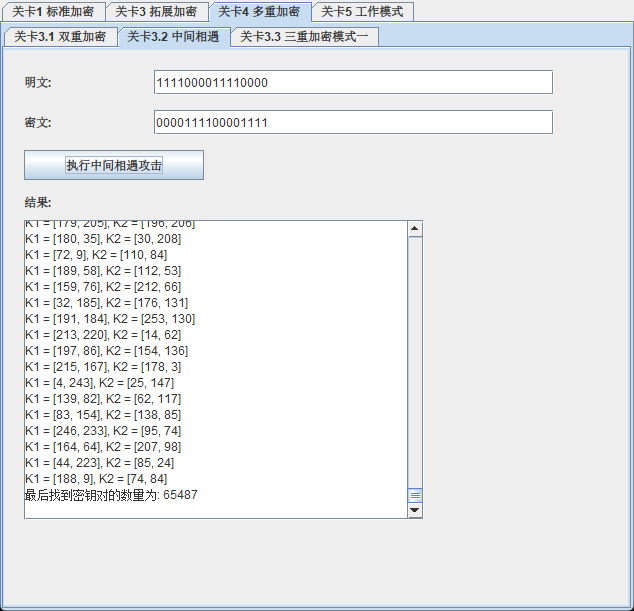 关卡1 标准加密 关卡3 拓展加密 关卡4 多重加密 关卡5 工作模式
关卡3.1 双重加密 关卡3.2 中间相遇 关卡3.3 三重加密模式一
明文: 1111000011110000
密文: 0000111100001111
执行中间相遇攻击
结果:
K1 = [179, 205], K2 = [196, 206]
K1 = [180, 35], K2 = [30, 208]
K1 = [72, 9], K2 = [110, 84]
K1 = [189, 58], K2 = [112, 53]
K1 = [159, 76], K2 = [212, 66]
K1 = [32, 185], K2 = [176, 131]
K1 = [191, 184], K2 = [253, 130]
K1 = [213, 220], K2 = [14, 62]
K1 = [197, 86], K2 = [154, 136]
K1 = [215, 167], K2 = [178, 3]
K1 = [4, 243], K2 = [25, 147]
K1 = [139, 82], K2 = [62, 117]
K1 = [83, 154], K2 = [138, 85]
K1 = [246, 233], K2 = [95, 74]
K1 = [164, 64], K2 = [207, 98]
K1 = [44, 223], K2 = [85, 24]
K1 = [188, 9], K2 = [74, 84]
最后找到密钥对的数量为: 65487